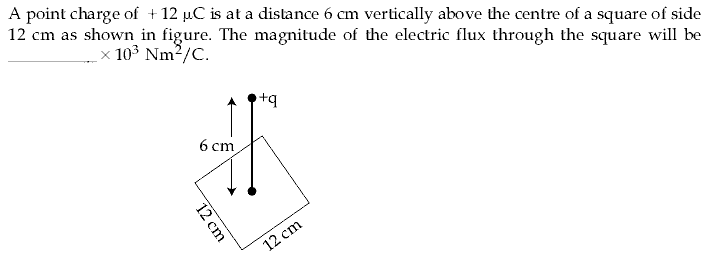 A point charge of +12 μC is at a distance 6 cm vertically above the centre of a square of side
12 cm as shown in figure. The magnitude of the electric flux through the square will be
________ × 10³ Nm²/C.
+q
6 cm
12 cm
12 cm